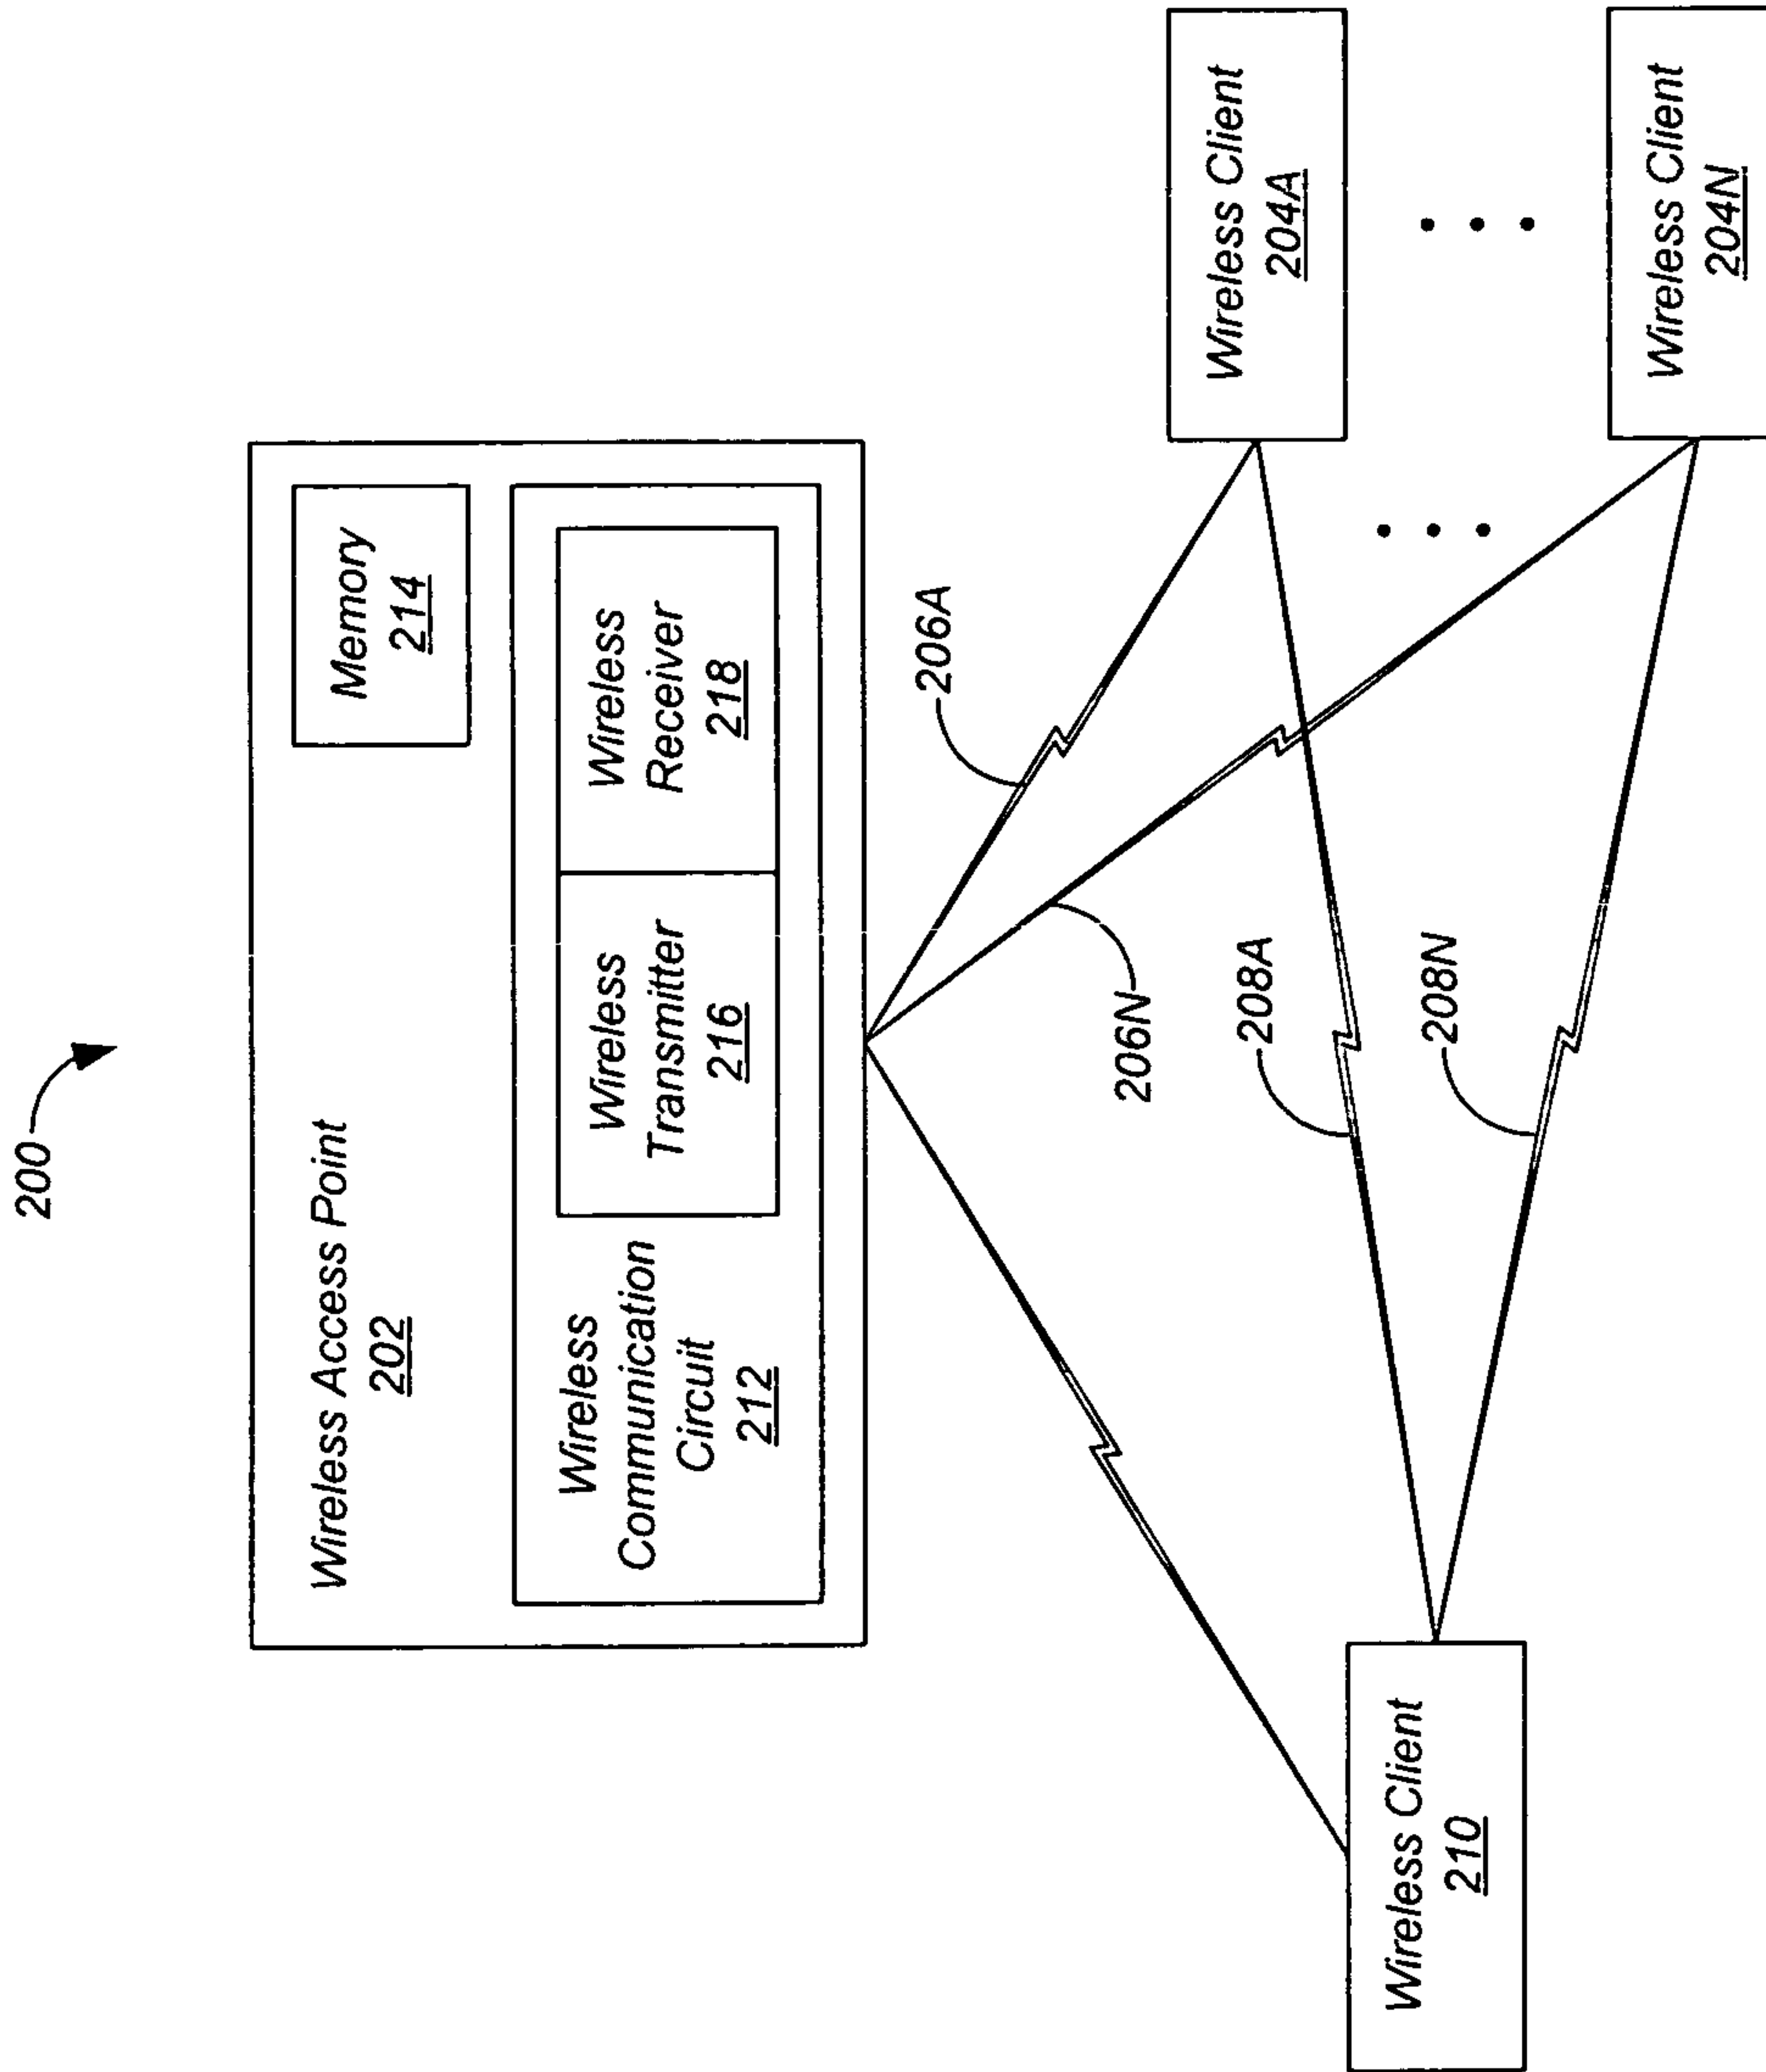 200
Wireless Access Point
202
Memory
214
Wireless
Communication
Circuit
212
Wireless
Transmitter
216
Wireless
Receiver
218
206A
206N
208A
208N
Wireless Client
210
Wireless Client
204A
Wireless Client
204N